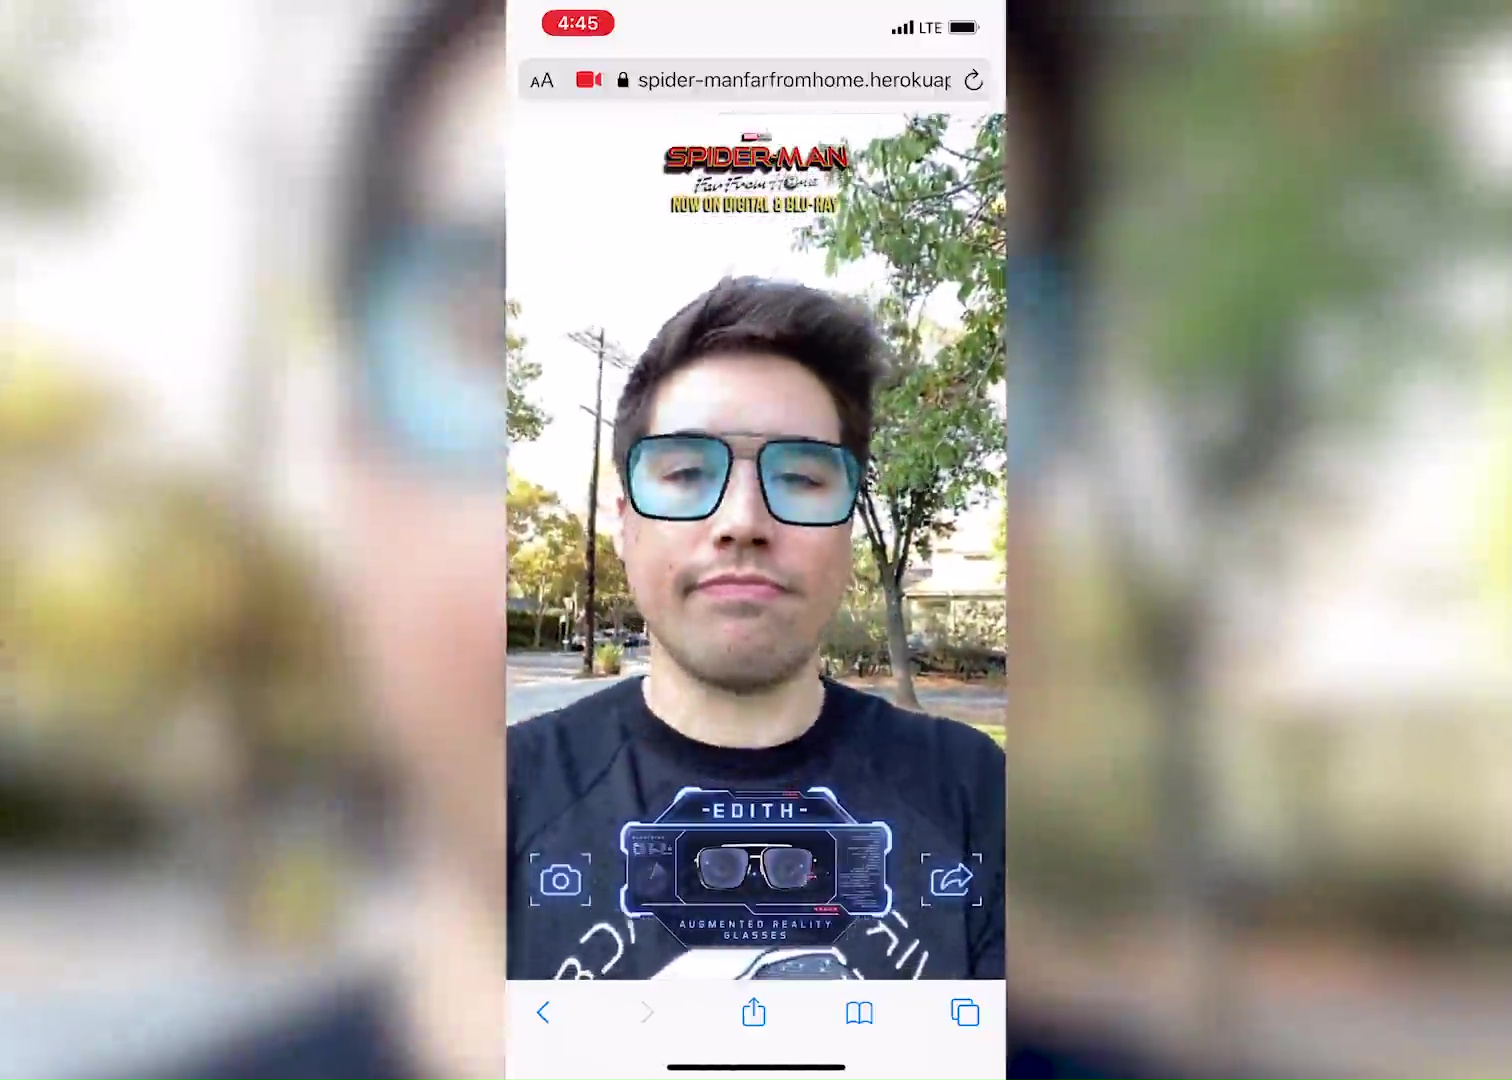 4:45
LTE
AA
spider-manfarfromhome.herokuap
SPIDER-MAN
Far From Home
NOW ON DIGITAL & BLU-RAY
-EDITH-
AUGMENTED REALITY
GLASSES